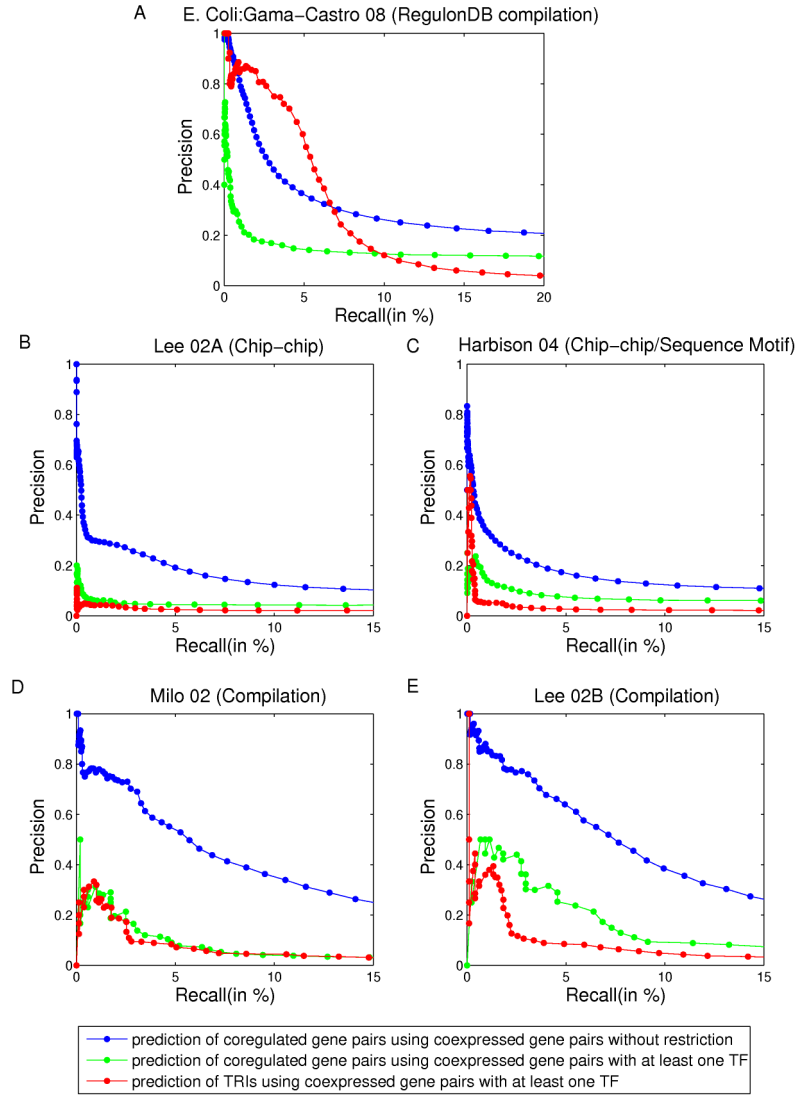 A
E. Coli:Gama−Castro 08 (RegulonDB compilation)
1
0.8
0.6
0.4
0.2
0
Precision
0 5 10 15 20
Recall(in %)
B
Lee 02A (Chip−chip)
1
0.8
0.6
0.4
0.2
0
Precision
0 5 10 15
Recall(in %)
C
Harbison 04 (Chip−chip/Sequence Motif)
1
0.8
0.6
0.4
0.2
0
Precision
0 5 10 15
Recall(in %)
D
Milo 02 (Compilation)
1
0.8
0.6
0.4
0.2
0
Precision
0 5 10 15
Recall(in %)
E
Lee 02B (Compilation)
1
0.8
0.6
0.4
0.2
0
Precision
0 5 10 15
Recall(in %)
prediction of coregulated gene pairs using coexpressed gene pairs without restriction
prediction of coregulated gene pairs using coexpressed gene pairs with at least one TF
prediction of TRIs using coexpressed gene pairs with at least one TF